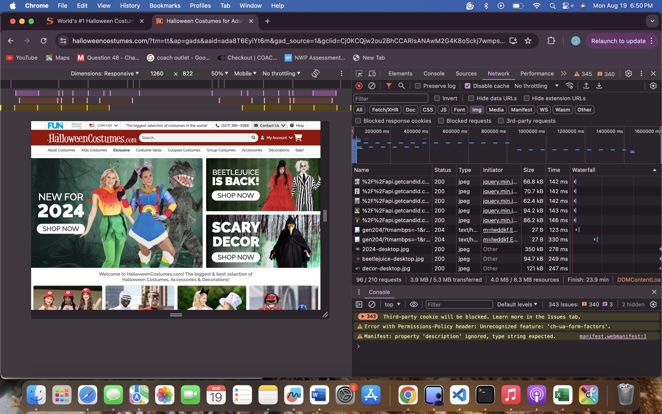 Chrome File Edit View History Bookmarks Profiles Tab Window Help
Mon Aug 19 6:50 PM
World's #1 Halloween Costum
Halloween Costumes for Adu
halloweencostumes.com/?tm=tt&ap=gads&aaid=ada8T6EyiYt6m&gad_source=1&gclid=Cj0KCQjw2ou2BhCCARIsANAwM2G4K8oSckj7wmps...
Relaunch to update
YouTube Maps Question 48 – Cha... coach outlet – Goo... Checkout | COAC... NWP Assessment... New Tab
Dimensions: Responsive 1260 x 822 50% Mobile No throttling
Elements Console Sources Network Performance 345 340
Preserve log Disable cache No throttling
Filter Invert Hide data URLs Hide extension URLs
All Fetch/XHR Doc CSS JS Font Img Media Manifest WS Wasm Other
Blocked response cookies Blocked requests 3rd-party requests
200000 ms 400000 ms 600000 ms 800000 ms 1000000 ms 1200000 ms 1400000 ms
FUN
The biggest selection of costumes in the world!
Contact Us
Help
HalloweenCostumes.com
Search...
My Account
Adult Costumes Kids Costumes Exclusive Costume Ideas Couples Costumes Group Costumes Accessories Decorations Sale!
NEW FOR
2024
SHOP NOW
BEETLEJUICE
IS BACK!
SHOP NOW
SCARY
DECOR
SHOP NOW
Welcome to HalloweenCostumes.com! The biggest & best selection of
Halloween Costumes, Accessories & Decorations!
Name Status Type Initiator Size Time Waterfall
%2F%2Fapi.getcandid.c... 200 jpeg jquery.min.j... 66.8 kB 142 ms
%2F%2Fapi.getcandid.c... 200 jpeg jquery.min.j... 70.7 kB 142 ms
%2F%2Fapi.getcandid.c... 200 jpeg jquery.min.j... 62.4 kB 142 ms
%2F%2Fapi.getcandid.c... 200 jpeg jquery.min.j... 94.2 kB 143 ms
%2F%2Fapi.getcandid.c... 200 jpeg jquery.min.j... 86.2 kB 146 ms
gen204/?tmambps=-1&r... 204 text/h... m=lwddkf,E... 27 B 123 ms
gen204/?tmambps=-1&r... 204 text/h... m=lwddkf,E... 27 B 330 ms
2024-desktop.jpg 200 jpeg Other 350 kB 278 ms
beetlejuice-desktop.jpg 200 jpeg Other 94.7 kB 249 ms
decor-desktop.jpg 200 jpeg Other 121 kB 247 ms
96 / 210 requests 3.9 MB / 5.3 MB transferred 4.0 MB / 8.3 MB resources Finish: 23.9 min DOMContentLoa
Console
top Filter Default levels 343 Issues: 340 3 2 hidden
343 Third-party cookie will be blocked. Learn more in the Issues tab.
Error with Permissions-Policy header: Unrecognized feature: 'ch-ua-form-factors'.
Manifest: property 'description' ignored, type string expected. manifest.webmanifest:1
AUG
19